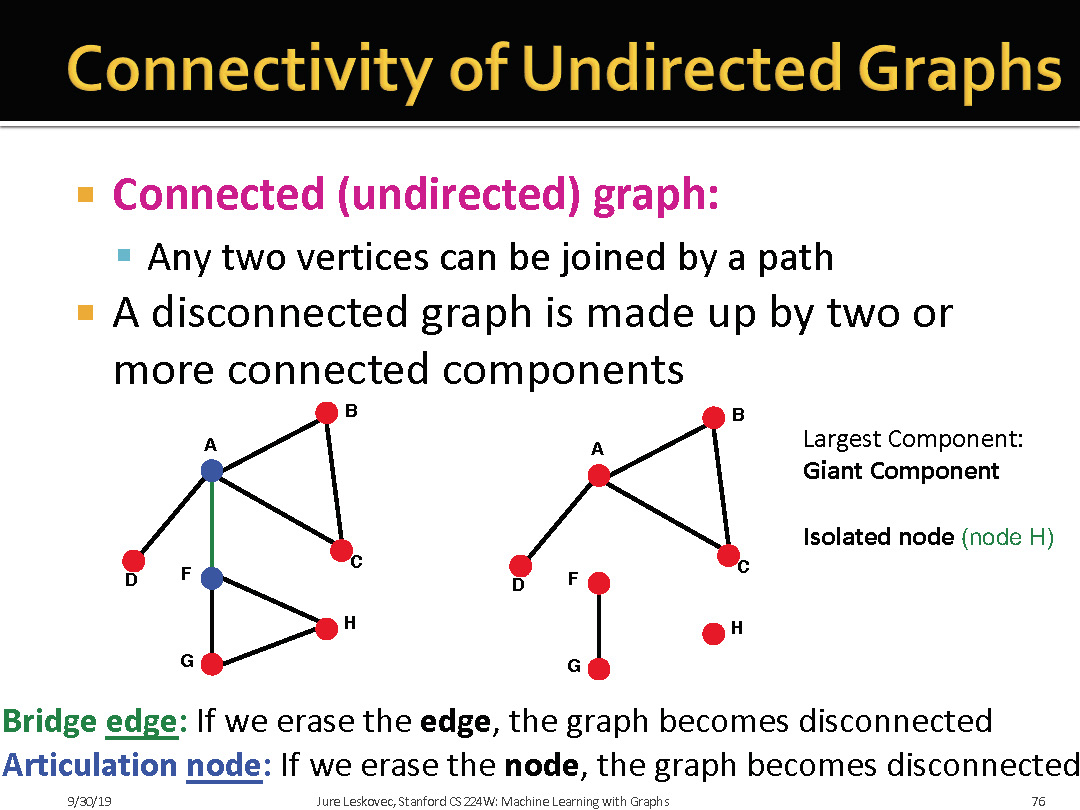 Connectivity of Undirected Graphs
Connected (undirected) graph:
Any two vertices can be joined by a path
A disconnected graph is made up by two or
more connected components
B
A
D
F
C
H
G
B
A
D
F
C
H
G
Largest Component:
Giant Component
Isolated node (node H)
Bridge edge: If we erase the edge, the graph becomes disconnected
Articulation node: If we erase the node, the graph becomes disconnected
9/30/19
Jure Leskovec, Stanford CS224W: Machine Learning with Graphs
76